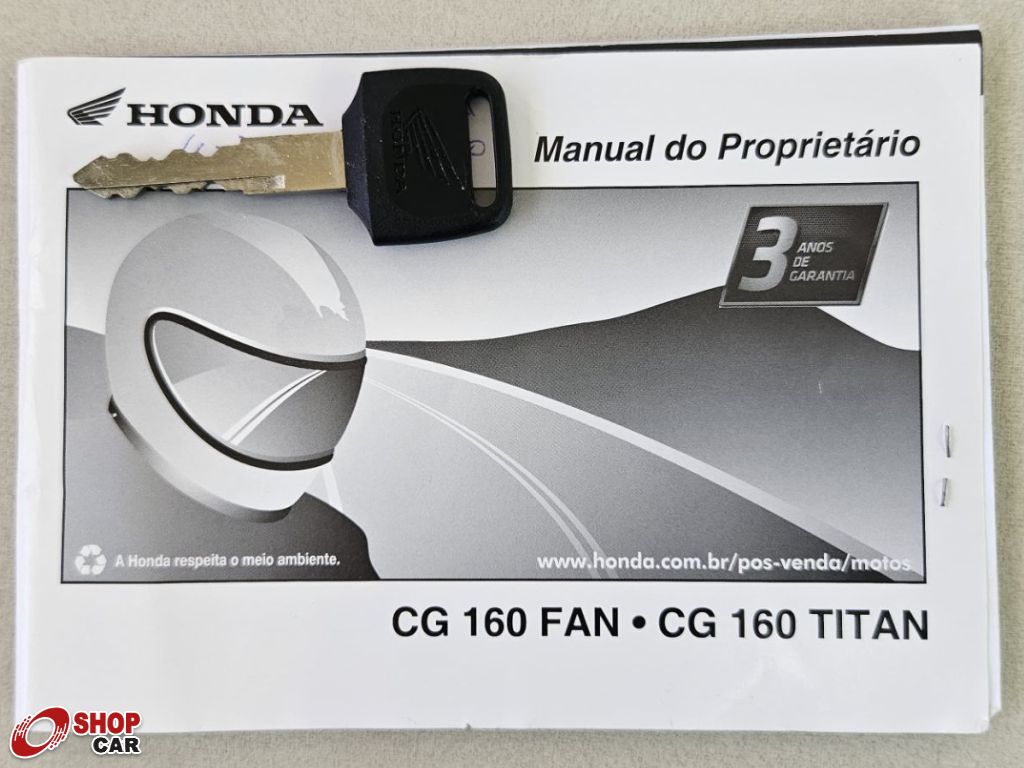 HONDA
HONDA
Manual do Proprietário
3 ANOS
DE
GARANTIA
A Honda respeita o meio ambiente.
www.honda.com.br/pos-venda/motos
CG 160 FAN • CG 160 TITAN
SHOP
CAR